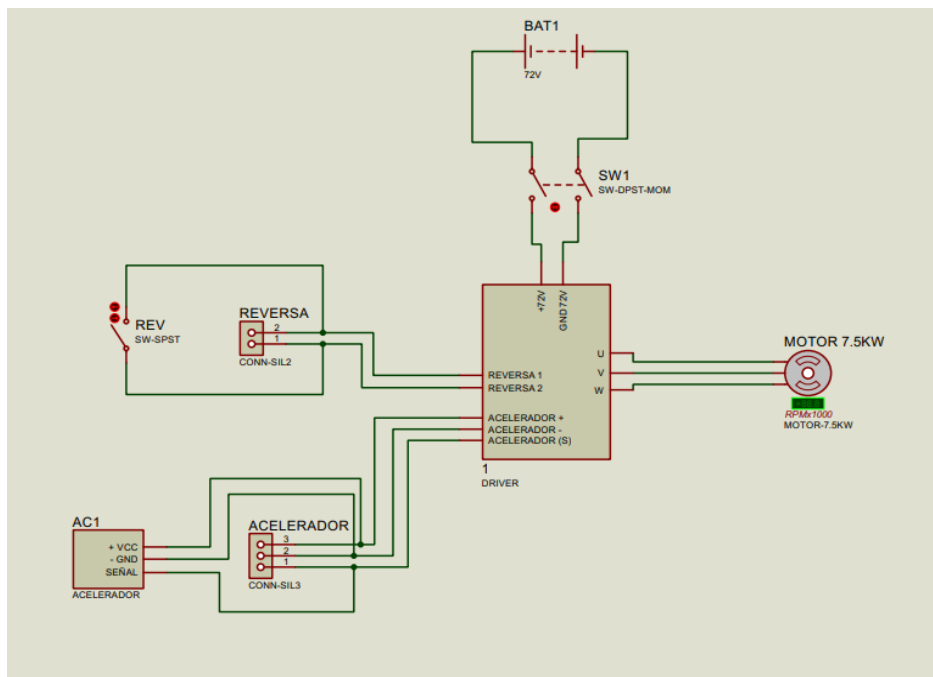 BAT1
72V
SW1
SW-DPST-MOM
+72V
GND 72V
REVERSA
2
1
CONN-SIL2
REV
SW-SPST
REVERSA 1
REVERSA 2
ACELERADOR +
ACELERADOR -
ACELERADOR (S)
U
V
W
1
DRIVER
MOTOR 7.5KW
RPMx1000
MOTOR-7.5KW
AC1
+ VCC
- GND
SEÑAL
ACELERADOR
ACELERADOR
3
2
1
CONN-SIL3